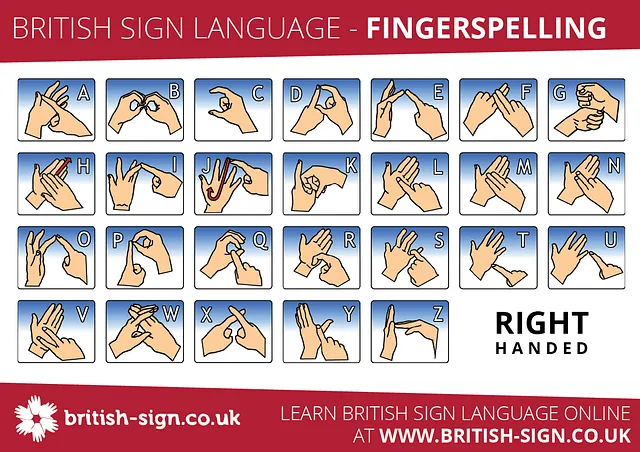 BRITISH SIGN LANGUAGE - FINGERSPELLING
A B C D E F G
H I J K L M N
O P Q R S T U
V W X Y Z
RIGHT
HANDED
british-sign.co.uk
LEARN BRITISH SIGN LANGUAGE ONLINE
AT WWW.BRITISH-SIGN.CO.UK